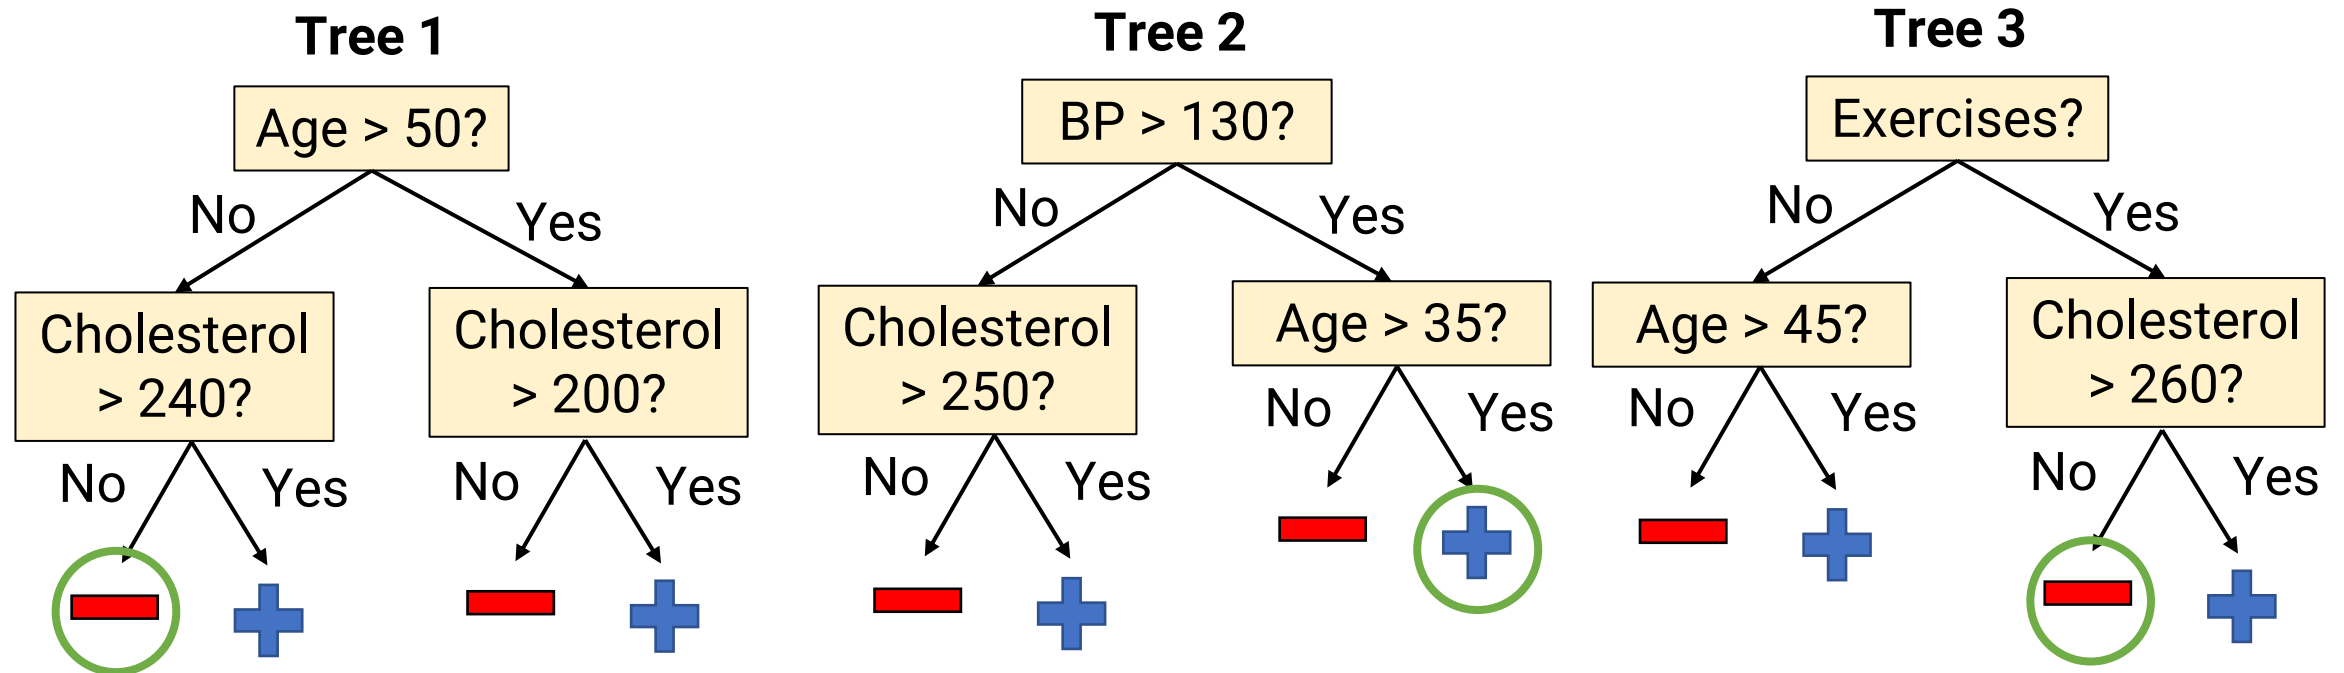 Tree 1
Age > 50?
No
Yes
Cholesterol
> 240?
Cholesterol
> 200?
No
Yes
No
Yes
Tree 2
BP > 130?
No
Yes
Cholesterol
> 250?
Age > 35?
No
Yes
No
Yes
Tree 3
Exercises?
No
Yes
Age > 45?
Cholesterol
> 260?
No
Yes
No
Yes